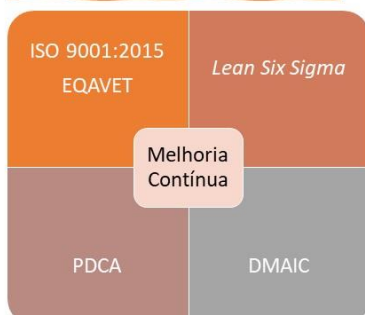 ISO 9001:2015
EQAVET
Lean Six Sigma
Melhoria
Contínua
PDCA
DMAIC